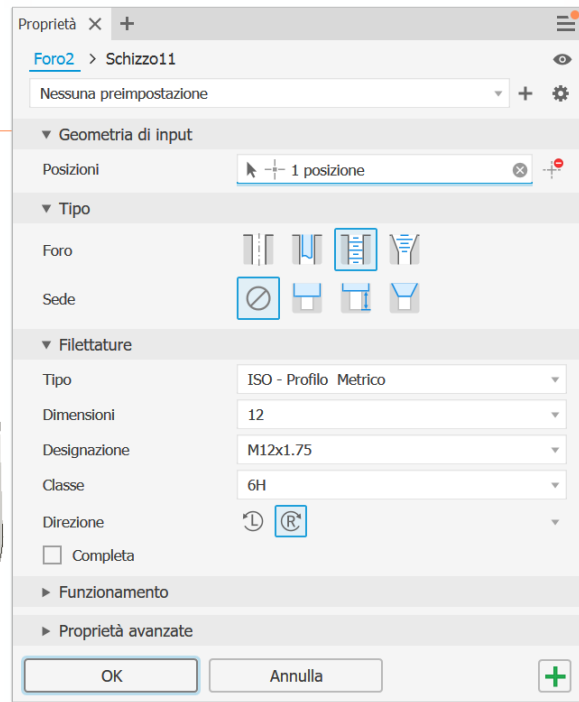 Proprietà
Foro2 > Schizzo11
Nessuna preimpostazione
Geometria di input
Posizioni 1 posizione
Tipo
Foro
Sede
Filettature
Tipo ISO - Profilo Metrico
Dimensioni 12
Designazione M12x1.75
Classe 6H
Direzione L R
Completa
Funzionamento
Proprietà avanzate
OK Annulla